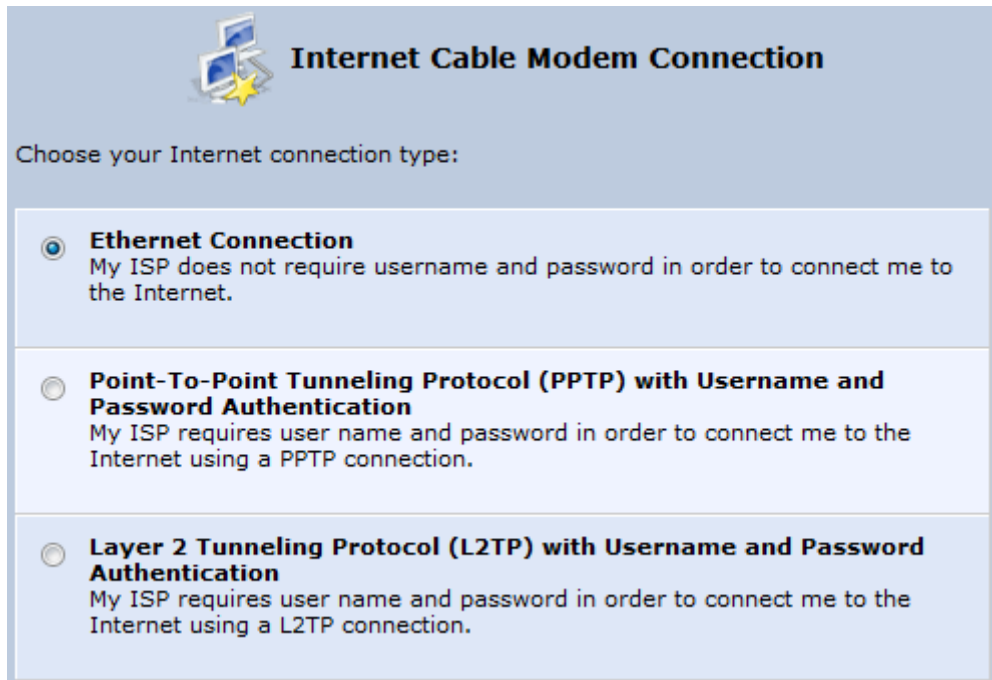 Internet Cable Modem Connection
Choose your Internet connection type:
Ethernet Connection
My ISP does not require username and password in order to connect me to
the Internet.
Point-To-Point Tunneling Protocol (PPTP) with Username and
Password Authentication
My ISP requires user name and password in order to connect me to the
Internet using a PPTP connection.
Layer 2 Tunneling Protocol (L2TP) with Username and Password
Authentication
My ISP requires user name and password in order to connect me to the
Internet using a L2TP connection.